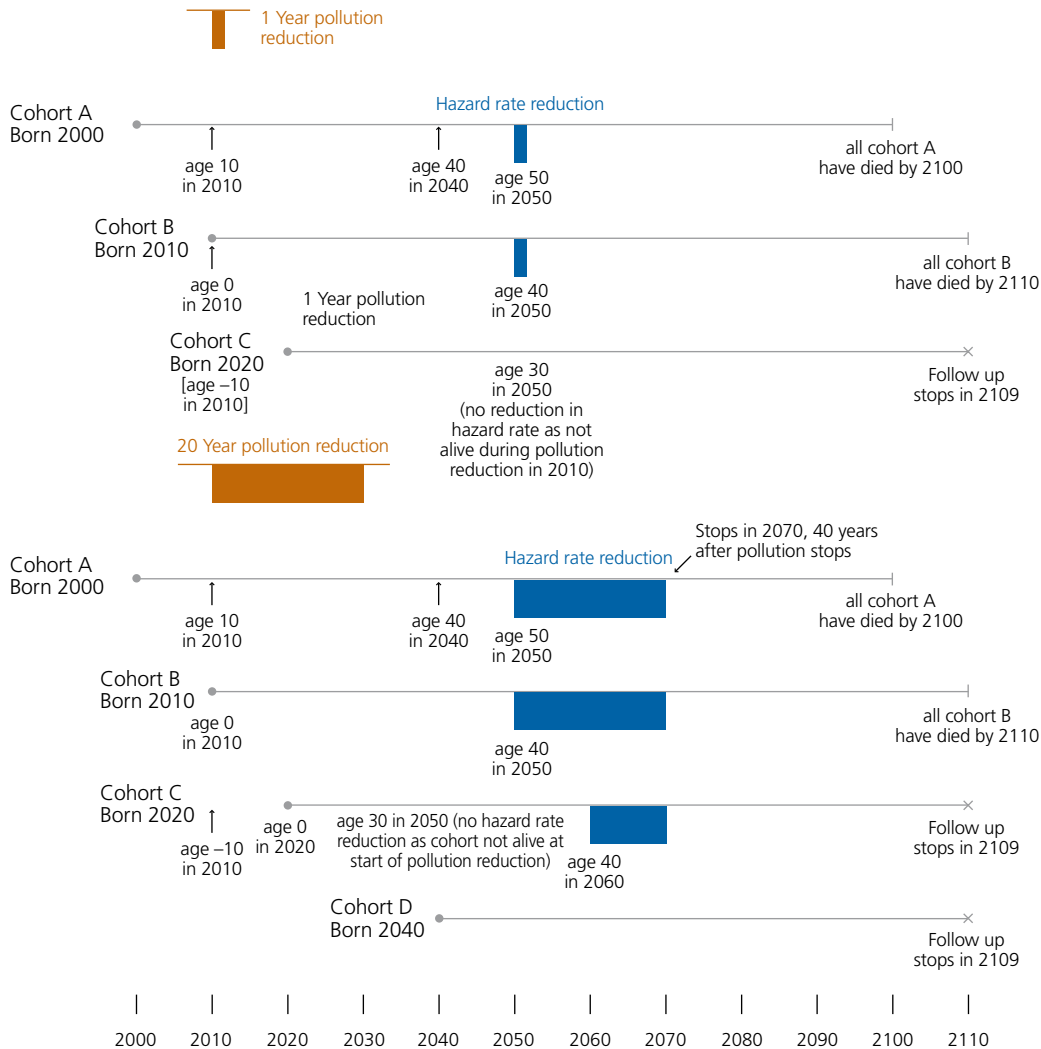 1 Year pollution
reduction
Hazard rate reduction
Cohort A
Born 2000
age 10
in 2010
age 40
in 2040
age 50
in 2050
all cohort A
have died by 2100
Cohort B
Born 2010
age 0
in 2010
age 40
in 2050
all cohort B
have died by 2110
1 Year pollution
reduction
Cohort C
Born 2020
[age –10
in 2010]
age 30
in 2050
(no reduction in
hazard rate as not
alive during pollution
reduction in 2010)
Follow up
stops in 2109
20 Year pollution reduction
Stops in 2070, 40 years
after pollution stops
Hazard rate reduction
Cohort A
Born 2000
age 10
in 2010
age 40
in 2040
age 50
in 2050
all cohort A
have died by 2100
Cohort B
Born 2010
age 0
in 2010
age 40
in 2050
all cohort B
have died by 2110
Cohort C
Born 2020
age –10
in 2010
age 0
in 2020
age 30 in 2050 (no hazard rate
reduction as cohort not alive at
start of pollution reduction)
age 40
in 2060
Follow up
stops in 2109
Cohort D
Born 2040
Follow up
stops in 2109
2000 2010 2020 2030 2040 2050 2060 2070 2080 2090 2100 2110